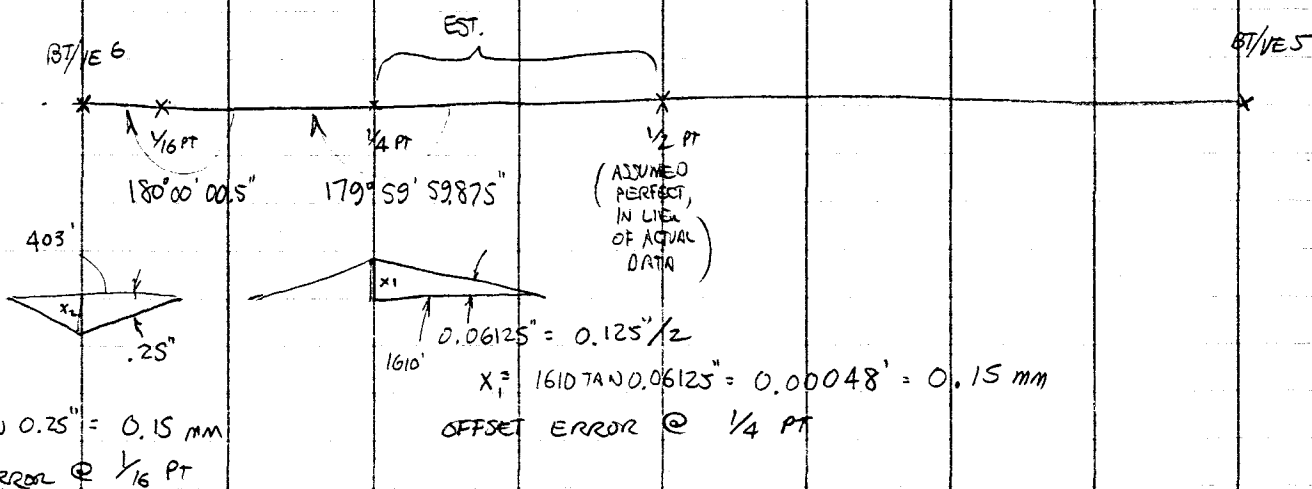 EST.
BT/VE 6
BT/VE 5
1/16 PT
1/4 PT
1/2 PT
180°00'00.5"
179°59'59.875"
(ASSUMED
PERFECT,
IN LIEU
OF ACTUAL
DATA)
403'
X2
X1
.25"
1610'
0.06125" = 0.125"/2
X1 = 1610 TAN 0.06125" = 0.00048' = 0.15 mm
0.25" = 0.15 mm
OFFSET ERROR @ 1/4 PT
@ 1/16 PT